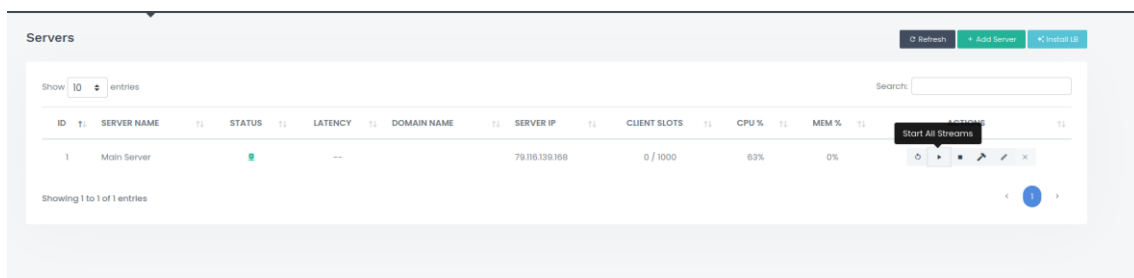 Servers
Refresh + Add Server Install LB
Show 10 entries Search:
ID SERVER NAME STATUS LATENCY DOMAIN NAME SERVER IP CLIENT SLOTS CPU % MEM % ACTIONS
Start All Streams
1 Main Server -- 79.116.139.168 0 / 1000 63% 0%
Showing 1 to 1 of 1 entries 1